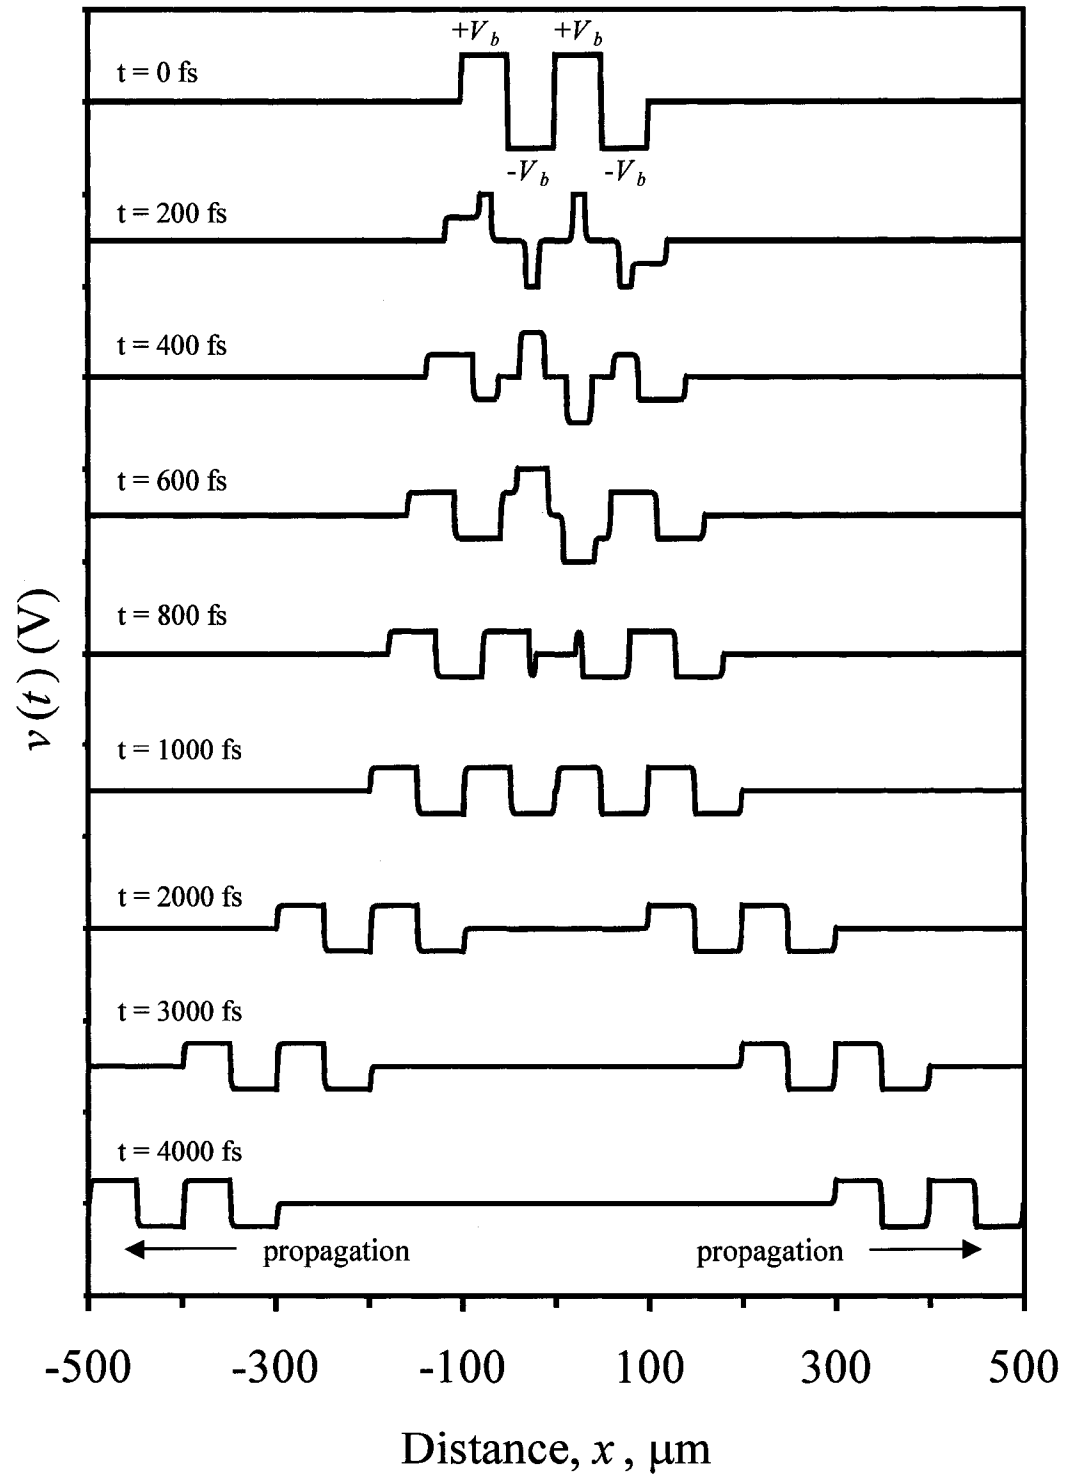 +V_b +V_b
t = 0 fs
-V_b -V_b
t = 200 fs
t = 400 fs
t = 600 fs
t = 800 fs
t = 1000 fs
t = 2000 fs
t = 3000 fs
t = 4000 fs
propagation propagation
v(t) (V)
-500 -300 -100 100 300 500
Distance, x, μm